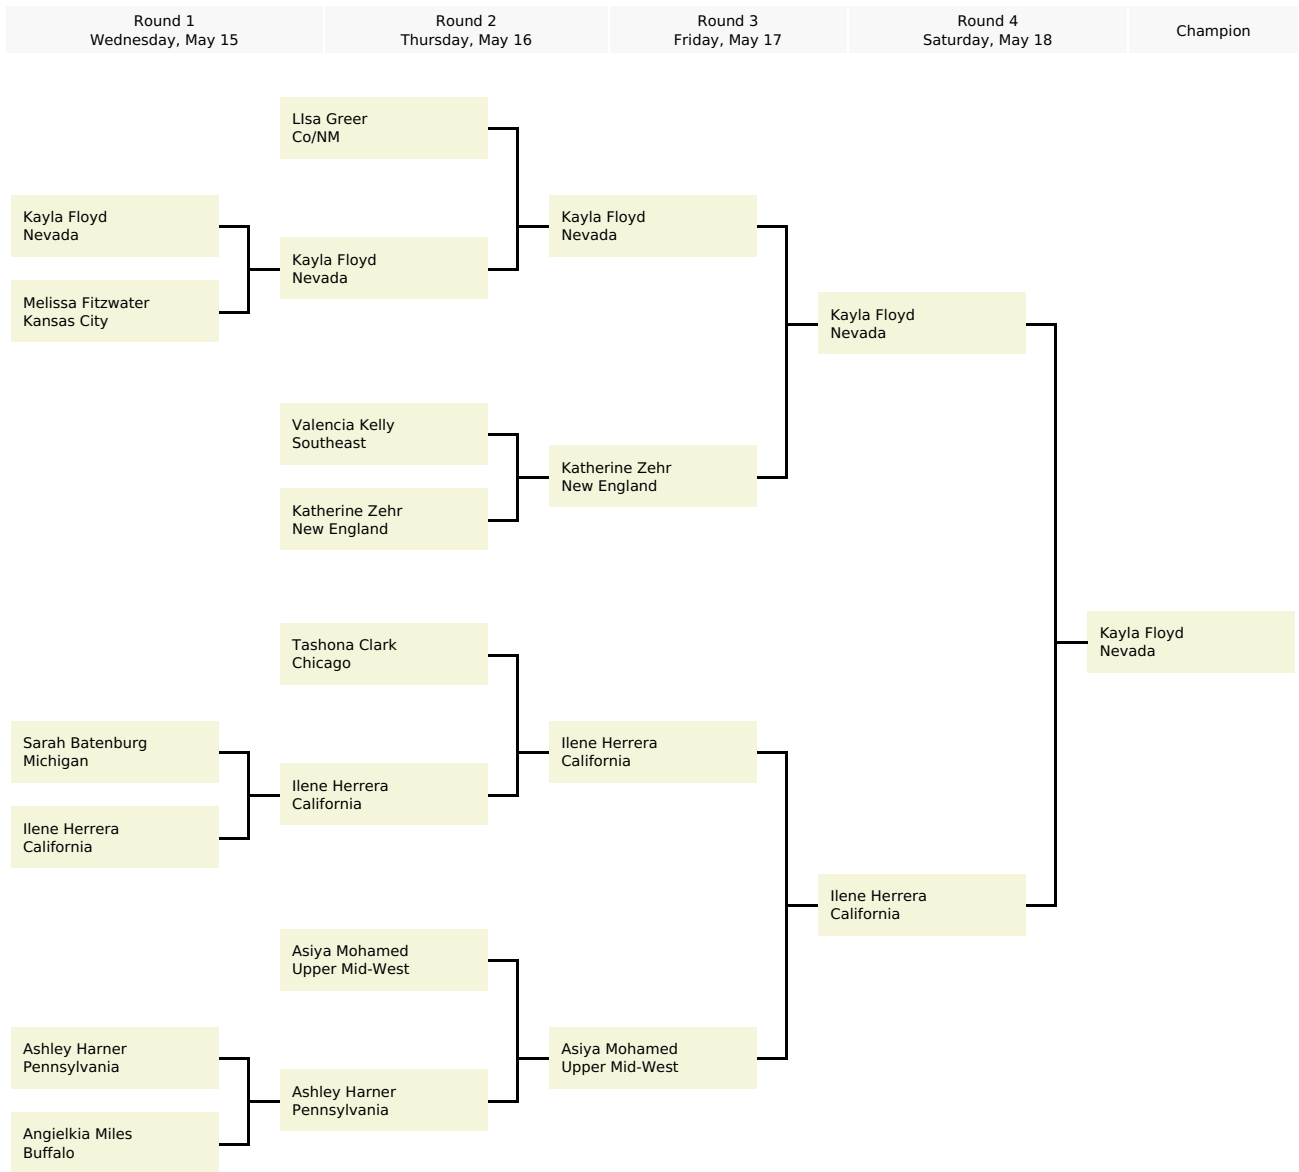 Round 1
Wednesday, May 15
Round 2
Thursday, May 16
Round 3
Friday, May 17
Round 4
Saturday, May 18
Champion
LIsa Greer
Co/NM
Kayla Floyd
Nevada
Kayla Floyd
Nevada
Kayla Floyd
Nevada
Melissa Fitzwater
Kansas City
Kayla Floyd
Nevada
Valencia Kelly
Southeast
Katherine Zehr
New England
Katherine Zehr
New England
Tashona Clark
Chicago
Kayla Floyd
Nevada
Sarah Batenburg
Michigan
Ilene Herrera
California
Ilene Herrera
California
Ilene Herrera
California
Ilene Herrera
California
Asiya Mohamed
Upper Mid-West
Ashley Harner
Pennsylvania
Asiya Mohamed
Upper Mid-West
Ashley Harner
Pennsylvania
Angielkia Miles
Buffalo